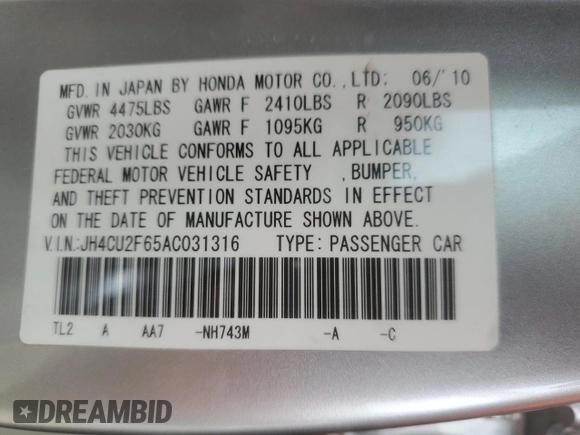 MFD. IN JAPAN BY HONDA MOTOR CO.,LTD: 06/'10
GVWR 4475LBS GAWR F 2410LBS R 2090LBS
GVWR 2030KG GAWR F 1095KG R 950KG
THIS VEHICLE CONFORMS TO ALL APPLICABLE
FEDERAL MOTOR VEHICLE SAFETY ,BUMPER,
AND THEFT PREVENTION STANDARDS IN EFFECT
ON THE DATE OF MANUFACTURE SHOWN ABOVE.
V.I.N:JH4CU2F65AC031316 TYPE: PASSENGER CAR
TL2 A AA7 -NH743M -A -C
DREAMBID